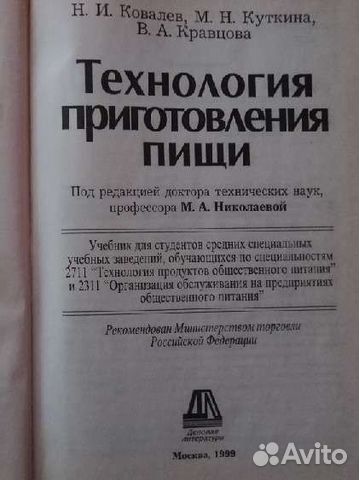 Н. И. Ковалев, М. Н. Куткина,
В. А. Кравцова
Технология
приготовления
пищи
Под редакцией доктора технических наук,
профессора М. А. Николаевой
Учебник для студентов средних специальных
учебных заведений, обучающихся по специальностям
2711 "Технология продуктов общественного питания"
и 2311 "Организация обслуживания на предприятиях
общественного питания"
Рекомендован Министерством торговли
Российской Федерации
ДЛ
Деловая
литература
Москва, 1999
Avito